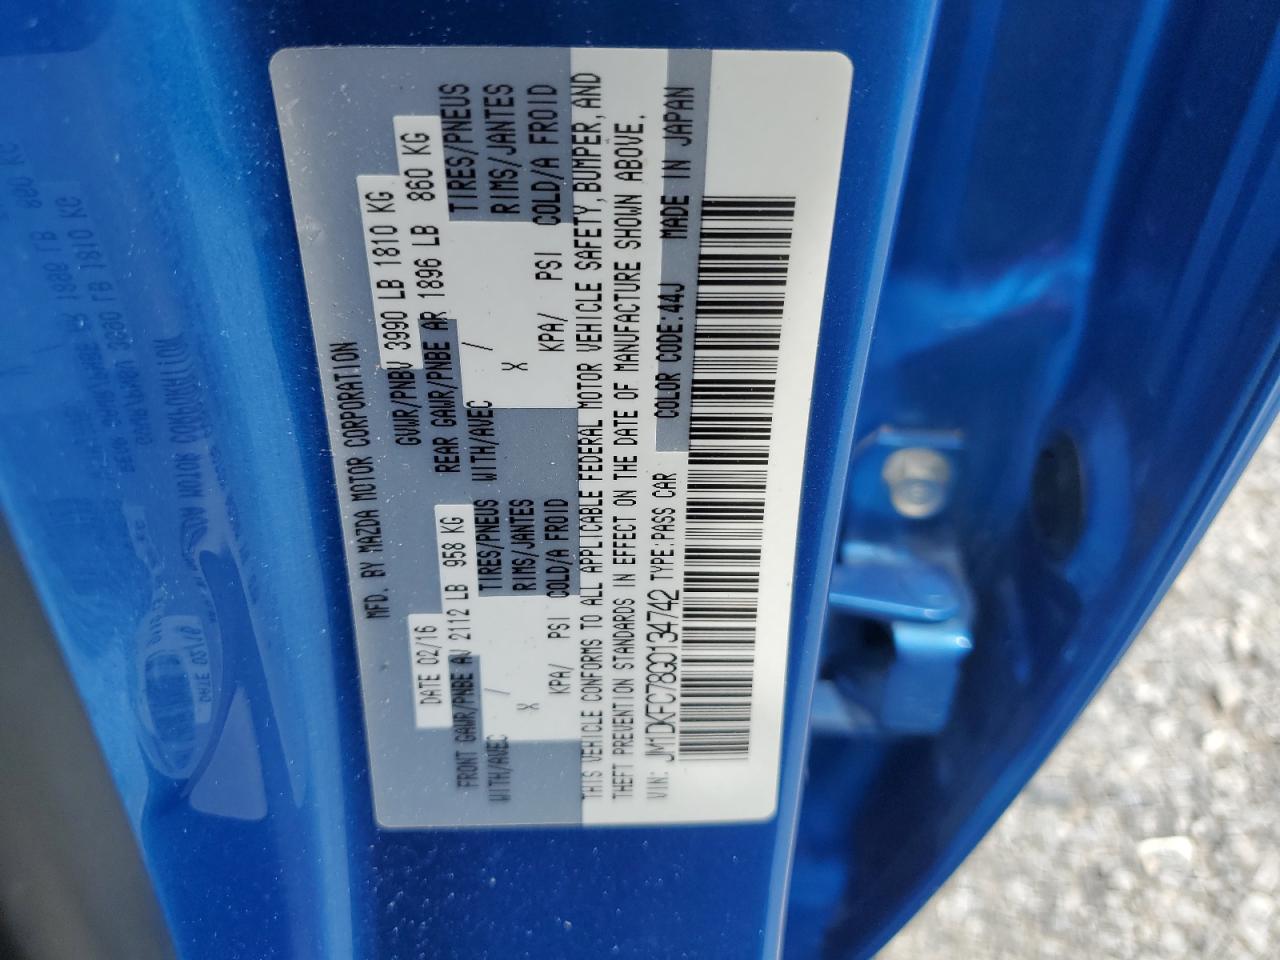 MFD. BY MAZDA MOTOR CORPORATION
DATE 02/16 GVWR/PNBV 3990 LB 1810 KG
FRONT GAWR/PNBE AV 2112 LB 958 KG REAR GAWR/PNBE AR 1896 LB 860 KG
WITH/AVEC / TIRES/PNEUS WITH/AVEC / TIRES/PNEUS
X RIMS/JANTES X RIMS/JANTES
KPA/ PSI COLD/A FROID KPA/ PSI COLD/A FROID
THIS VEHICLE CONFORMS TO ALL APPLICABLE FEDERAL MOTOR VEHICLE SAFETY, BUMPER, AND
THEFT PREVENTION STANDARDS IN EFFECT ON THE DATE OF MANUFACTURE SHOWN ABOVE.
VIN: JM1DKFC78G0134742 TYPE:PASS CAR COLOR CODE:44J MADE IN JAPAN